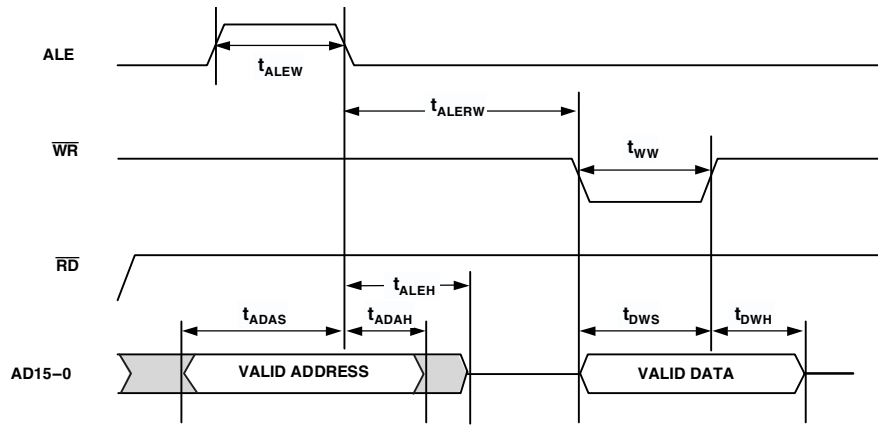 ALE
tALEW
tALERW
WR
tWW
RD
tALEH
tADAS
tADAH
tDWS
tDWH
AD15–0
VALID ADDRESS
VALID DATA